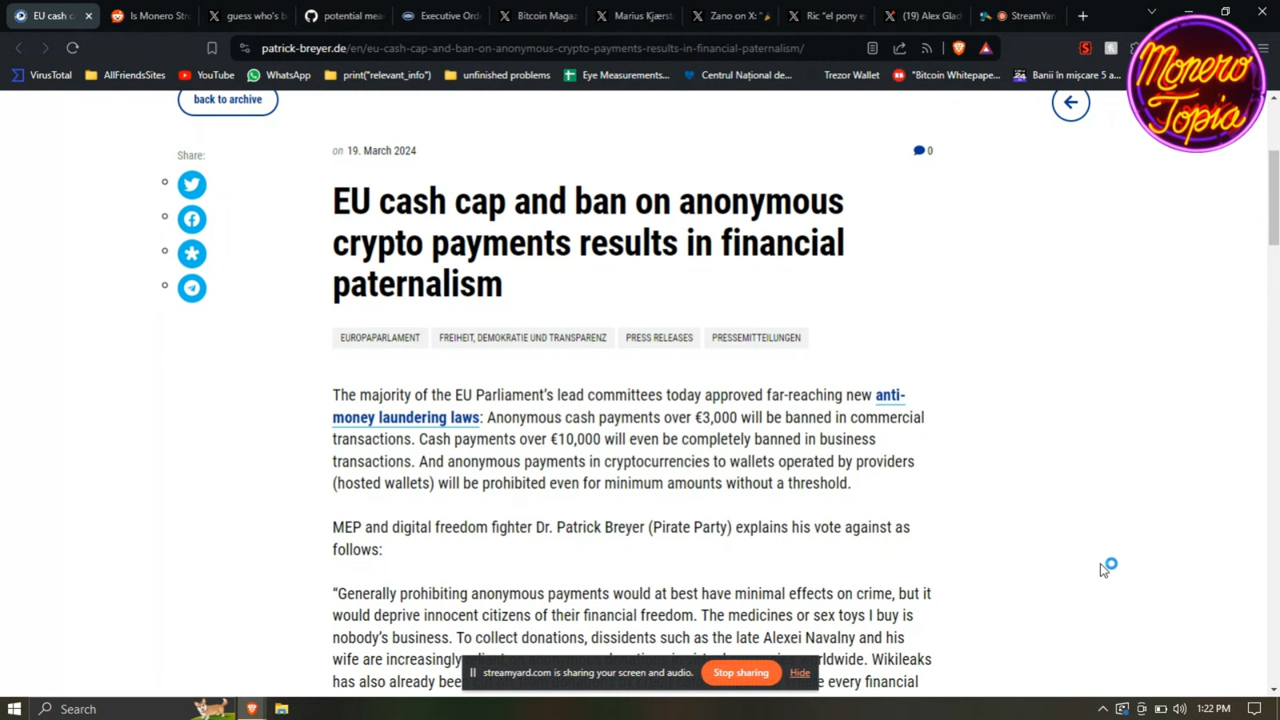 EU cash c
Is Monero Str
guess who's b
potential mea
Executive Ord
Bitcoin Magaz
Marius Kjærst
Zano on X: "
Ric "el pony e
(19) Alex Glad
StreamYar
patrick-breyer.de/en/eu-cash-cap-and-ban-on-anonymous-crypto-payments-results-in-financial-paternalism/
VirusTotal
AllFriendsSites
YouTube
WhatsApp
print("relevant_info")
unfinished problems
Eye Measurements...
Centrul Național de...
Trezor Wallet
"Bitcoin Whitepape...
Banii în mișcare 5 a...
Monero
Topia
back to archive
Share:
on 19. March 2024
0
EU cash cap and ban on anonymous
crypto payments results in financial
paternalism
EUROPAPARLAMENT
FREIHEIT, DEMOKRATIE UND TRANSPARENZ
PRESS RELEASES
PRESSEMITTEILUNGEN
The majority of the EU Parliament's lead committees today approved far-reaching new anti-
money laundering laws: Anonymous cash payments over €3,000 will be banned in commercial
transactions. Cash payments over €10,000 will even be completely banned in business
transactions. And anonymous payments in cryptocurrencies to wallets operated by providers
(hosted wallets) will be prohibited even for minimum amounts without a threshold.
MEP and digital freedom fighter Dr. Patrick Breyer (Pirate Party) explains his vote against as
follows:
"Generally prohibiting anonymous payments would at best have minimal effects on crime, but it
would deprive innocent citizens of their financial freedom. The medicines or sex toys I buy is
nobody's business. To collect donations, dissidents such as the late Alexei Navalny and his
wife are increasingly worldwide. Wikileaks
has also already bee every financial
streamyard.com is sharing your screen and audio.
Stop sharing
Hide
Search
1:22 PM